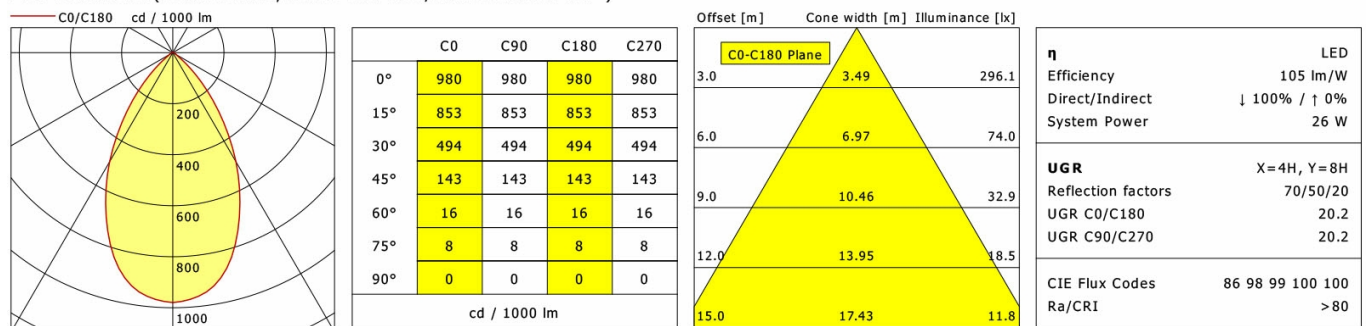 C0/C180 cd / 1000 lm
200
400
600
800
1000
C0 C90 C180 C270
0° 980 980 980 980
15° 853 853 853 853
30° 494 494 494 494
45° 143 143 143 143
60° 16 16 16 16
75° 8 8 8 8
90° 0 0 0 0
cd / 1000 lm
Offset [m] Cone width [m] Illuminance [lx]
C0-C180 Plane
3.0 3.49 296.1
6.0 6.97 74.0
9.0 10.46 32.9
12.0 13.95 18.5
15.0 17.43 11.8
η LED
Efficiency 105 lm/W
Direct/Indirect ↓ 100% / ↑ 0%
System Power 26 W
UGR X=4H, Y=8H
Reflection factors 70/50/20
UGR C0/C180 20.2
UGR C90/C270 20.2
CIE Flux Codes 86 98 99 100 100
Ra/CRI >80